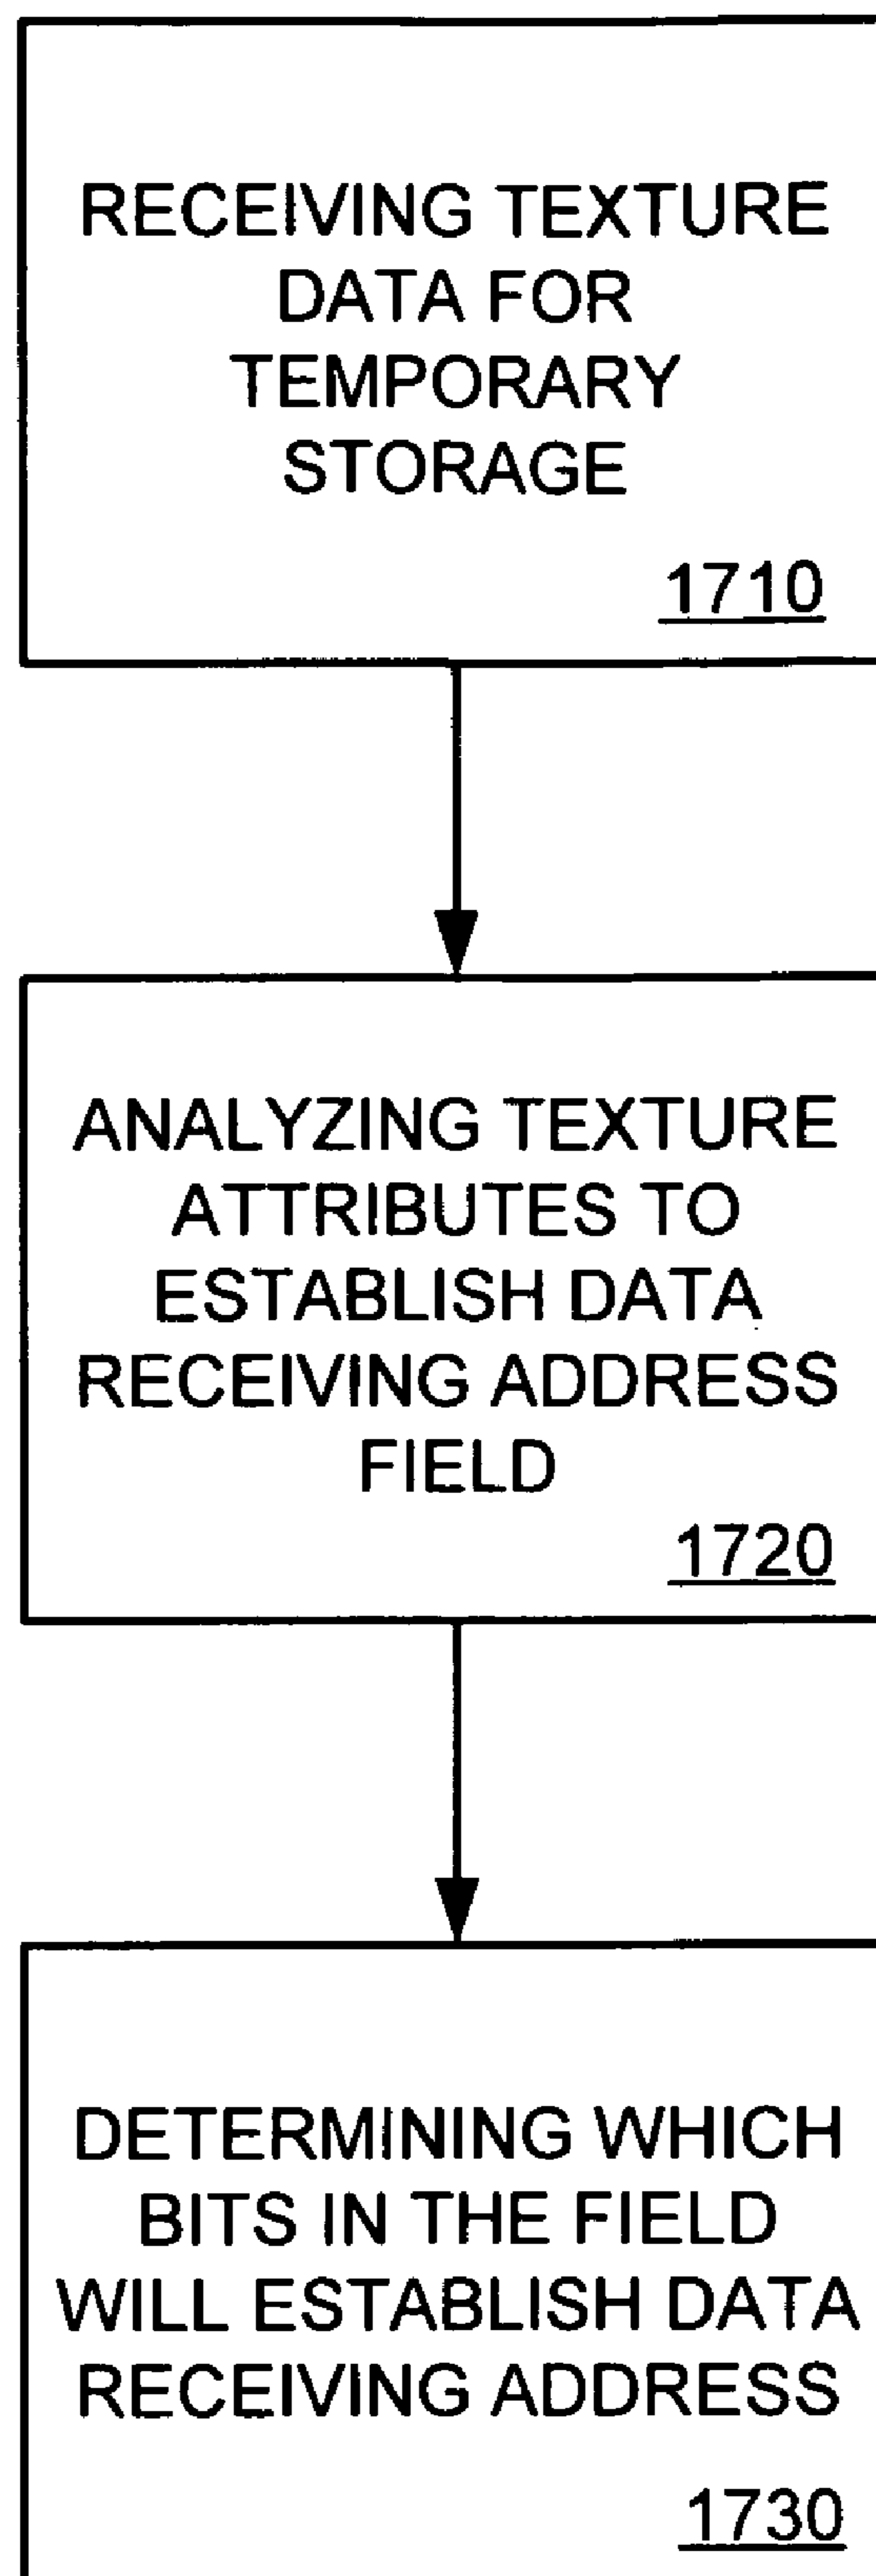 RECEIVING TEXTURE
DATA FOR
TEMPORARY
STORAGE
1710
ANALYZING TEXTURE
ATTRIBUTES TO
ESTABLISH DATA
RECEIVING ADDRESS
FIELD
1720
DETERMINING WHICH
BITS IN THE FIELD
WILL ESTABLISH DATA
RECEIVING ADDRESS
1730